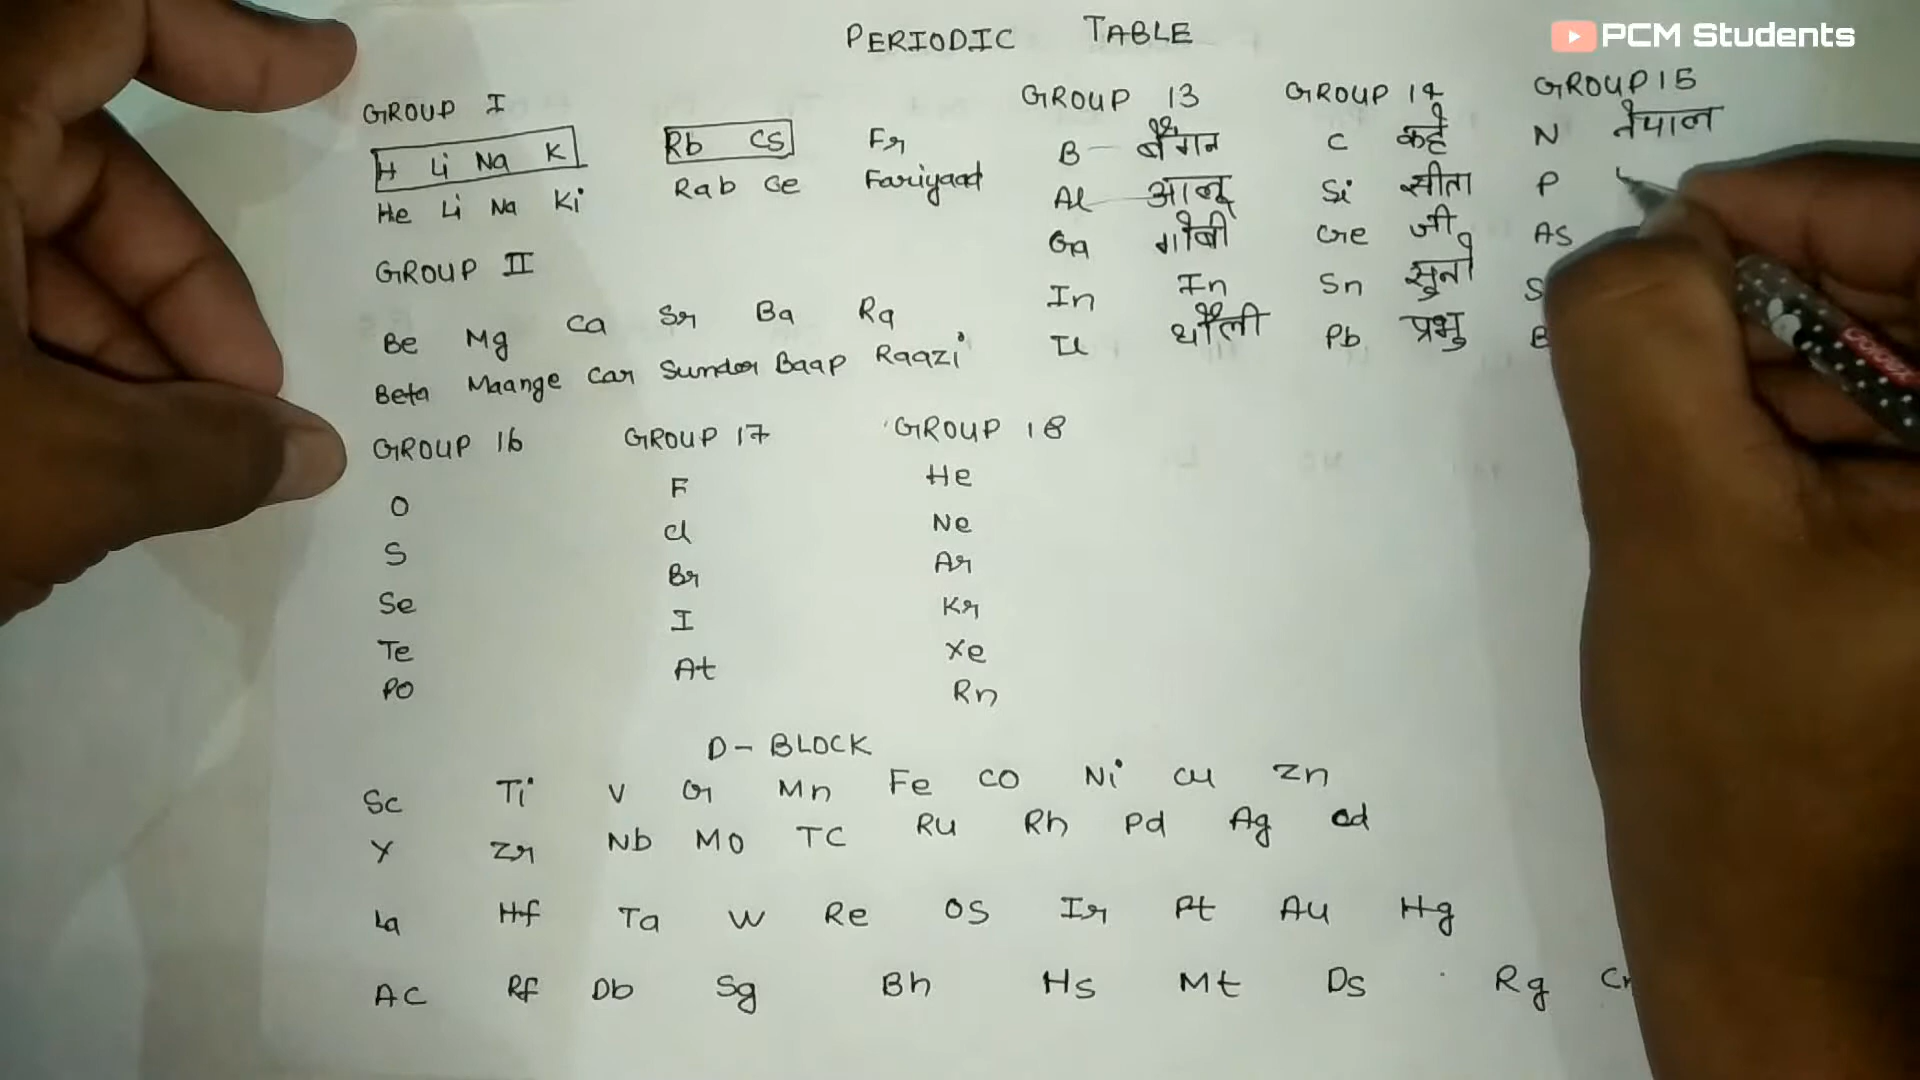 PERIODIC TABLE
PCM Students
GROUP I
H Li Na K Rb Cs Fr
He Li Na Ki Rab Ce Fariyaad
GROUP II
Be Mg Ca Sr Ba Ra
Beta Maange Car Sunder Baap Raazi
GROUP 13
B बैंगन
Al आलू
Ga गोबी
In In
Tl थैली
GROUP 14
C कहे
Si सीता
Ge जी
Sn सुनो
Pb प्रभु
GROUP 15
N नेपाल
P
As
S
B
GROUP 16
O
S
Se
Te
Po
GROUP 17
F
Cl
Br
I
At
GROUP 18
He
Ne
Ar
Kr
Xe
Rn
D-BLOCK
Sc Ti V Cr Mn Fe CO Ni Cu Zn
Y Zr Nb MO TC Ru Rh Pd Ag Cd
La Hf Ta W Re OS Ir Pt Au Hg
AC Rf Db Sg Bh Hs Mt Ds Rg